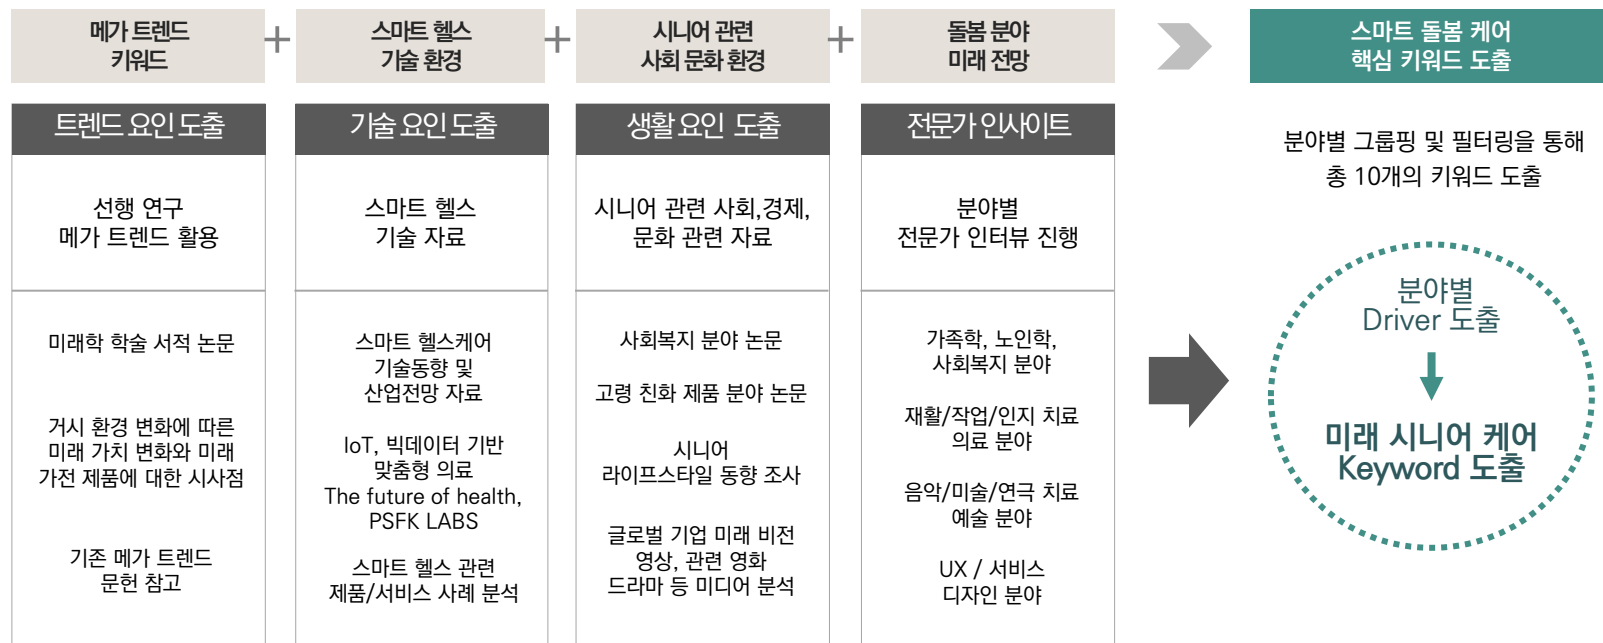 메가 트렌드
키워드
+
스마트 헬스
기술 환경
+
시니어 관련
사회 문화 환경
+
돌봄 분야
미래 전망
스마트 돌봄 케어
핵심 키워드 도출
트렌드 요인 도출
선행 연구
메가 트렌드 활용
미래학 학술 서적 논문
거시 환경 변화에 따른
미래 가치 변화와 미래
가전 제품에 대한 시사점
기존 메가 트렌드
문헌 참고
기술 요인 도출
스마트 헬스
기술 자료
스마트 헬스케어
기술동향 및
산업전망 자료
IoT, 빅데이터 기반
맞춤형 의료
The future of health,
PSFK LABS
스마트 헬스 관련
제품/서비스 사례 분석
생활 요인 도출
시니어 관련 사회,경제,
문화 관련 자료
사회복지 분야 논문
고령 친화 제품 분야 논문
시니어
라이프스타일 동향 조사
글로벌 기업 미래 비전
영상, 관련 영화
드라마 등 미디어 분석
전문가 인사이트
분야별
전문가 인터뷰 진행
가족학, 노인학,
사회복지 분야
재활/작업/인지 치료
의료 분야
음악/미술/연극 치료
예술 분야
UX / 서비스
디자인 분야
분야별 그룹핑 및 필터링을 통해
총 10개의 키워드 도출
분야별
Driver 도출
미래 시니어 케어
Keyword 도출